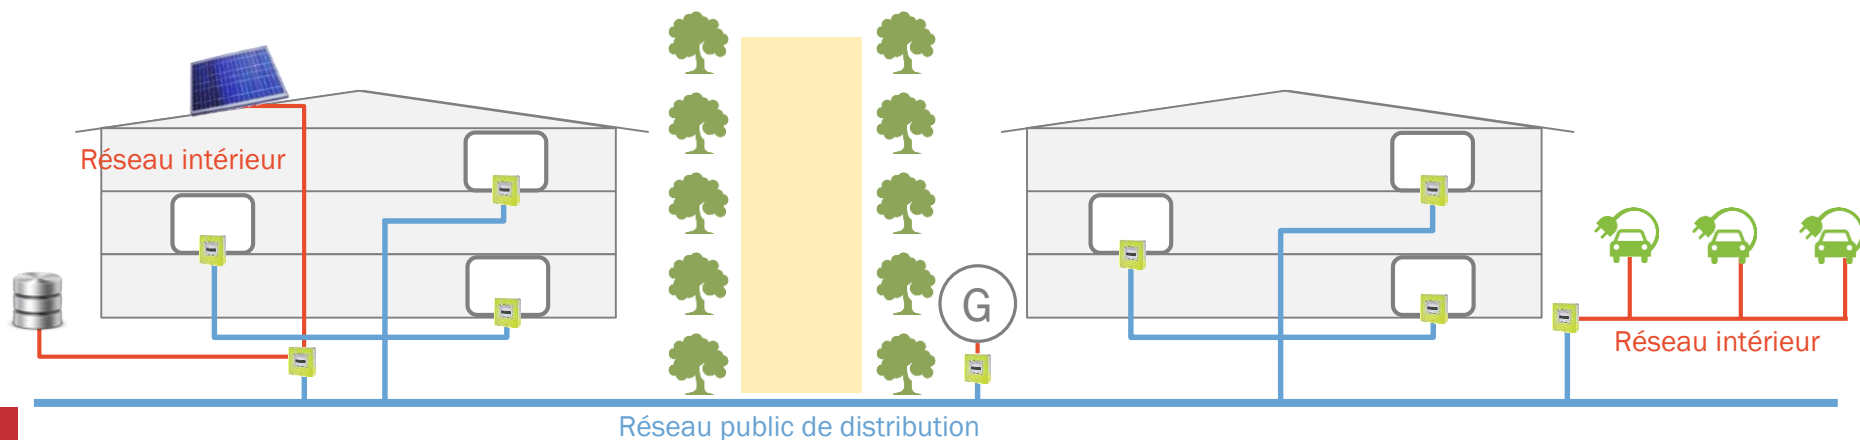 Réseau intérieur
G
Réseau intérieur
Réseau public de distribution